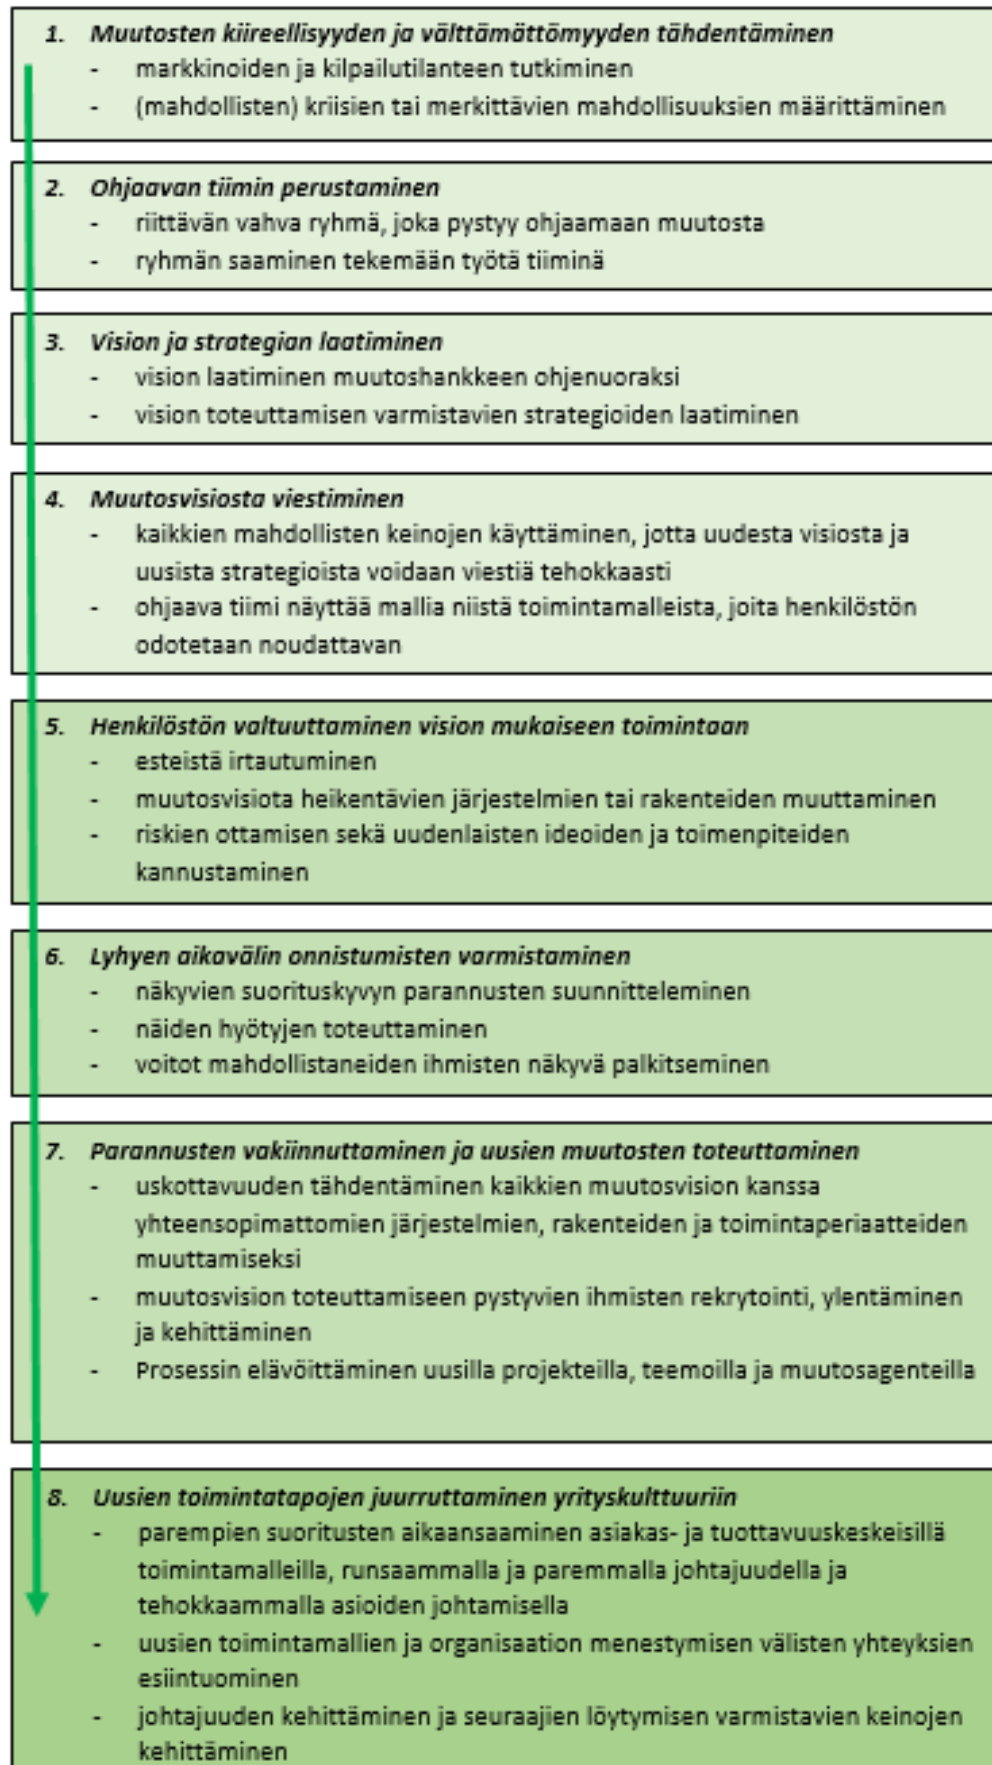 1. Muutosten kiireellisyyden ja välttämättömyyden tähdentäminen
- markkinoiden ja kilpailutilanteen tutkiminen
- (mahdollisten) kriisien tai merkittävien mahdollisuuksien määrittäminen
2. Ohjaavan tiimin perustaminen
- riittävän vahva ryhmä, joka pystyy ohjaamaan muutosta
- ryhmän saaminen tekemään työtä tiiminä
3. Vision ja strategian laatiminen
- vision laatiminen muutoshankkeen ohjenuoraksi
- vision toteuttamisen varmistavien strategioiden laatiminen
4. Muutosvisiosta viestiminen
- kaikkien mahdollisten keinojen käyttäminen, jotta uudesta visiosta ja
uusista strategioista voidaan viestiä tehokkaasti
- ohjaava tiimi näyttää mallia niistä toimintamalleista, joita henkilöstön
odotetaan noudattavan
5. Henkilöstön valtuuttaminen vision mukaiseen toimintaan
- esteistä irtautuminen
- muutosvisiota heikentävien järjestelmien tai rakenteiden muuttaminen
- riskien ottamisen sekä uudenlaisten ideoiden ja toimenpiteiden
kannustaminen
6. Lyhyen aikavälin onnistumisten varmistaminen
- näkyvien suorituskyvyn parannusten suunnitteleminen
- näiden hyötyjen toteuttaminen
- voitot mahdollistaneiden ihmisten näkyvä palkitseminen
7. Parannusten vakiinnuttaminen ja uusien muutosten toteuttaminen
- uskottavuuden tähdentäminen kaikkien muutosvision kanssa
yhteensopimattomien järjestelmien, rakenteiden ja toimintaperiaatteiden
muuttamiseksi
- muutosvision toteuttamiseen pystyvien ihmisten rekrytointi, ylentäminen
ja kehittäminen
- Prosessin elävöittäminen uusilla projekteilla, teemoilla ja muutosagenteilla
8. Uusien toimintatapojen juurruttaminen yrityskulttuuriin
- parempien suoritusten aikaansaaminen asiakas- ja tuottavuuskeskeisillä
toimintamalleilla, runsaammalla ja paremmalla johtajuudella ja
tehokkaammalla asioiden johtamisella
- uusien toimintamallien ja organisaation menestymisen välisten yhteyksien
esiintuominen
- johtajuuden kehittäminen ja seuraajien löytymisen varmistavien keinojen
kehittäminen